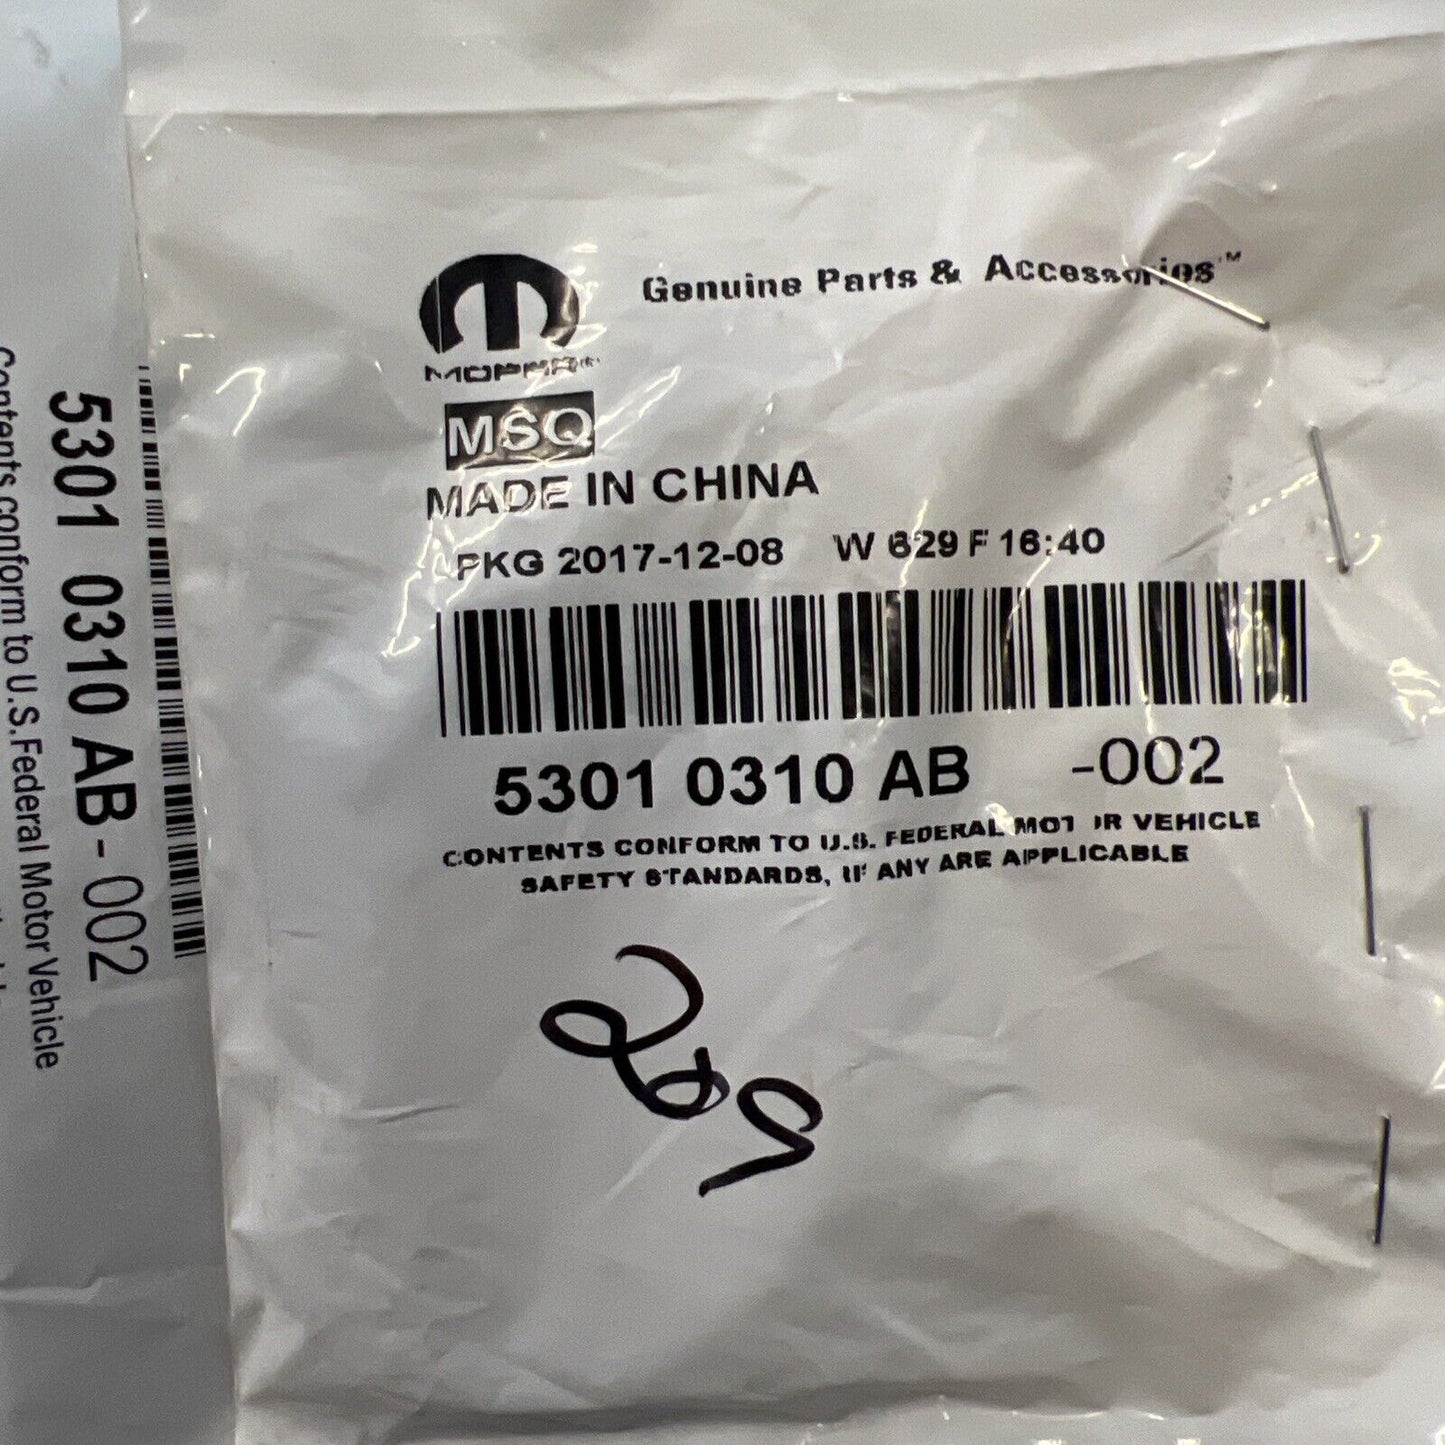 Genuine Parts & Accessories™
MOPAR®
MSQ
MADE IN CHINA
PKG 2017-12-08 W 629 F 16:40
5301 0310 AB -002
CONTENTS CONFORM TO U.S. FEDERAL MOTOR VEHICLE
SAFETY STANDARDS, IF ANY ARE APPLICABLE
5301 0310 AB-002
Contents conform to U.S.Federal Motor Vehicle